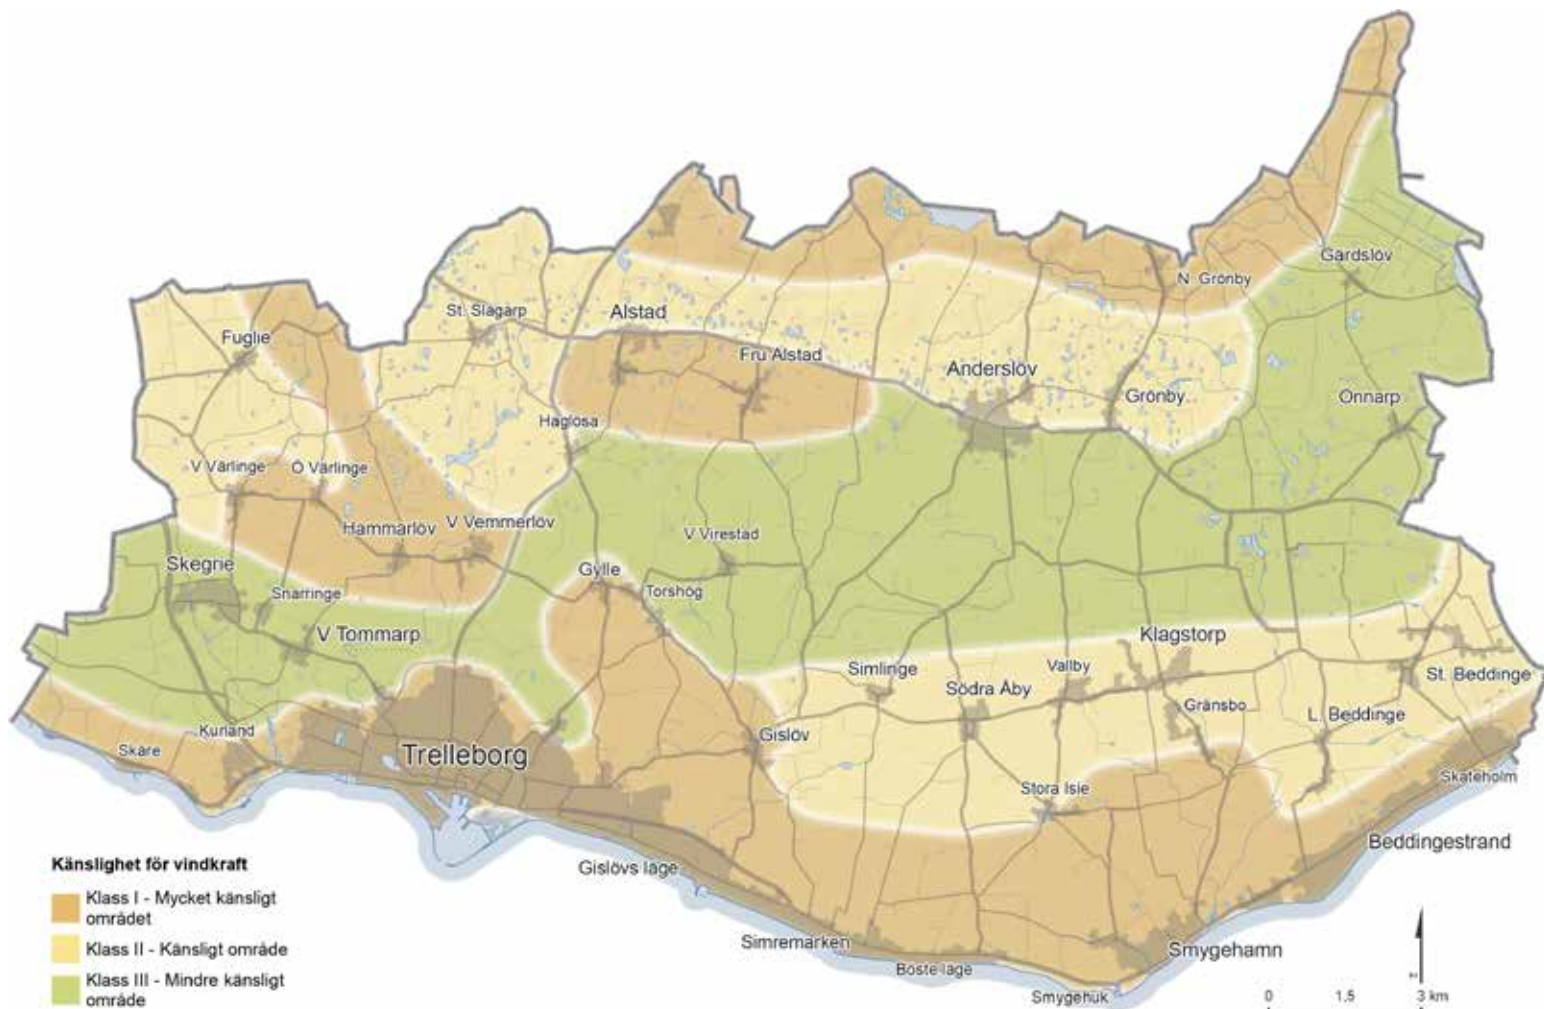 Gärdslöv
N. Grönby
St. Slågarp
Alstad
Fuglie
Fru Alstad
Anderslöv
Grönby
Önnarp
Haglösa
V Värlinge
Ö Värlinge
Hammarlöv
V Vemmerlöv
V Virestad
Skegrie
Gylle
Snarringe
Torshög
V Tommarp
Klagstorp
Simlinge
Vallby
St. Beddinge
Södra Åby
Gränsbo
L. Beddinge
Kurland
Gislöv
Skåre
Trelleborg
Skateholm
Stora Isie
Beddingestrand
Gislövs läge
Simremarken
Smygehamn
Böste läge
Smygehuk
Känslighet för vindkraft
Klass I - Mycket känsligt
området
Klass II - Känsligt område
Klass III - Mindre känsligt
område
N
0 1,5 3 km